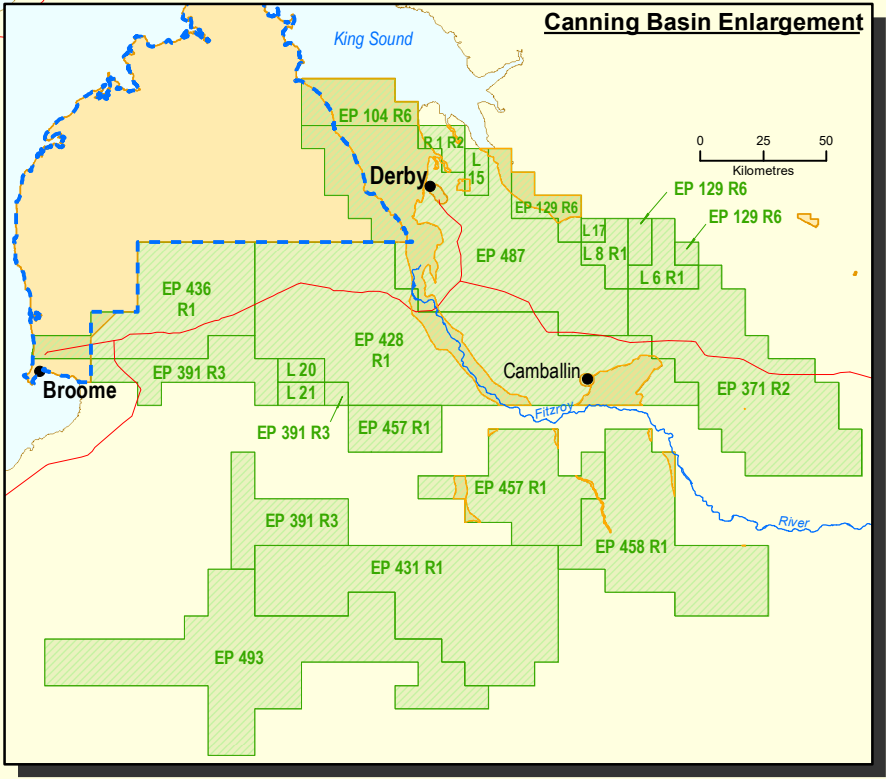 Canning Basin Enlargement
King Sound
0 25 50
Kilometres
EP 104 R6
R 1 R2
L
15
Derby
EP 129 R6
EP 129 R6
EP 129 R6
L 17
L 8 R1
EP 487
L 6 R1
EP 436
R1
EP 428
R1
EP 391 R3
L 20
L 21
Broome
Camballin
EP 371 R2
Fitzroy
EP 391 R3
EP 457 R1
EP 457 R1
EP 391 R3
River
EP 458 R1
EP 431 R1
EP 493